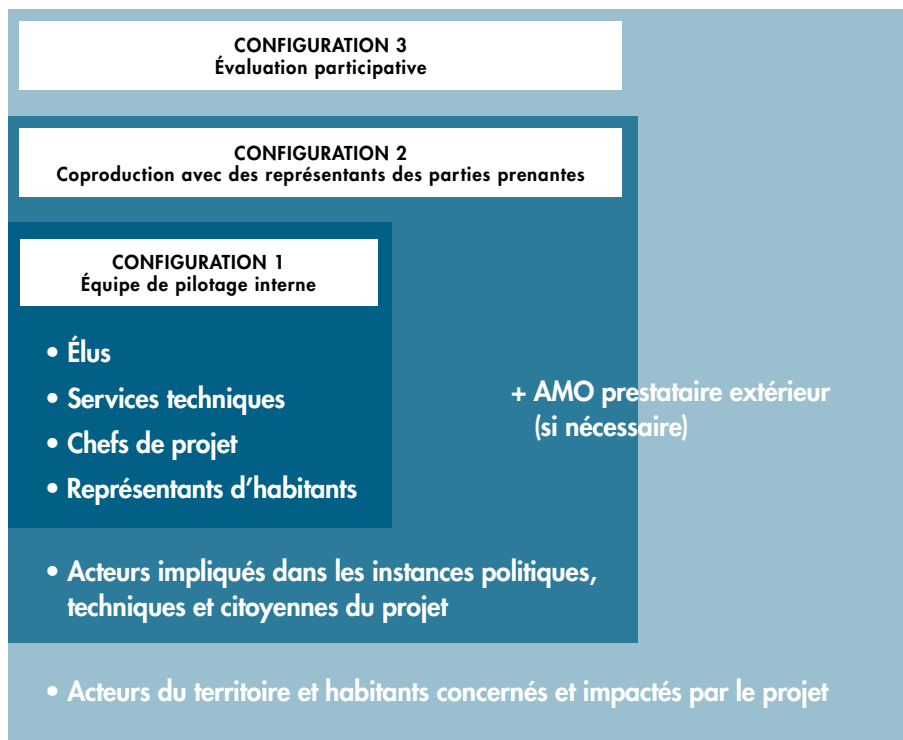 CONFIGURATION 3
Évaluation participative
CONFIGURATION 2
Coproduction avec des représentants des parties prenantes
CONFIGURATION 1
Équipe de pilotage interne
• Élus
• Services techniques
• Chefs de projet
• Représentants d’habitants
+ AMO prestataire extérieur
(si nécessaire)
• Acteurs impliqués dans les instances politiques,
techniques et citoyennes du projet
• Acteurs du territoire et habitants concernés et impactés par le projet